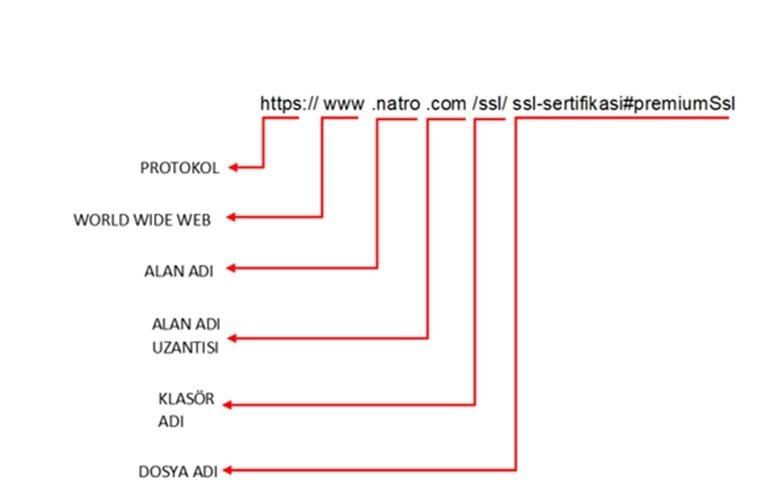 https:// www .natro .com /ssl/ ssl-sertifikasi#premiumSsl
PROTOKOL
WORLD WIDE WEB
ALAN ADI
ALAN ADI
UZANTISI
KLASÖR
ADI
DOSYA ADI